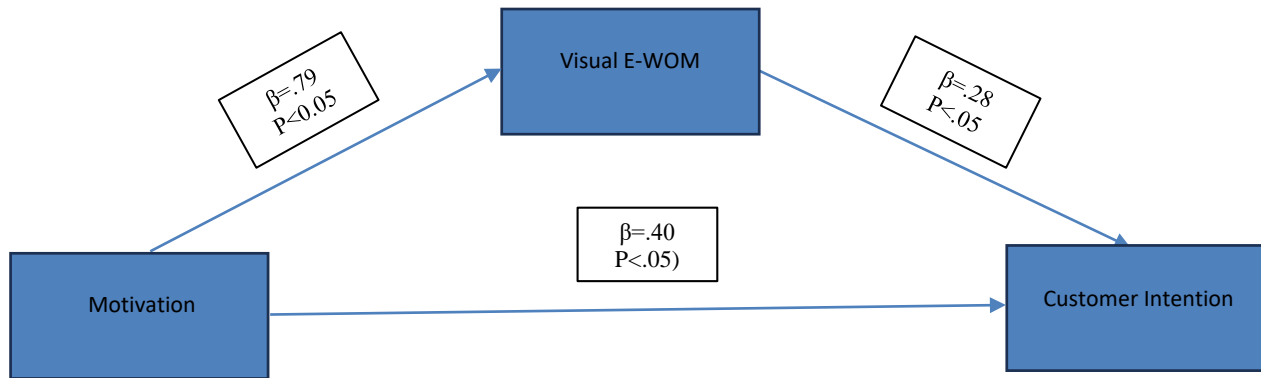 Visual E-WOM
β=.79
P<0.05
β=.28
P<.05
β=.40
P<.05)
Motivation
Customer Intention